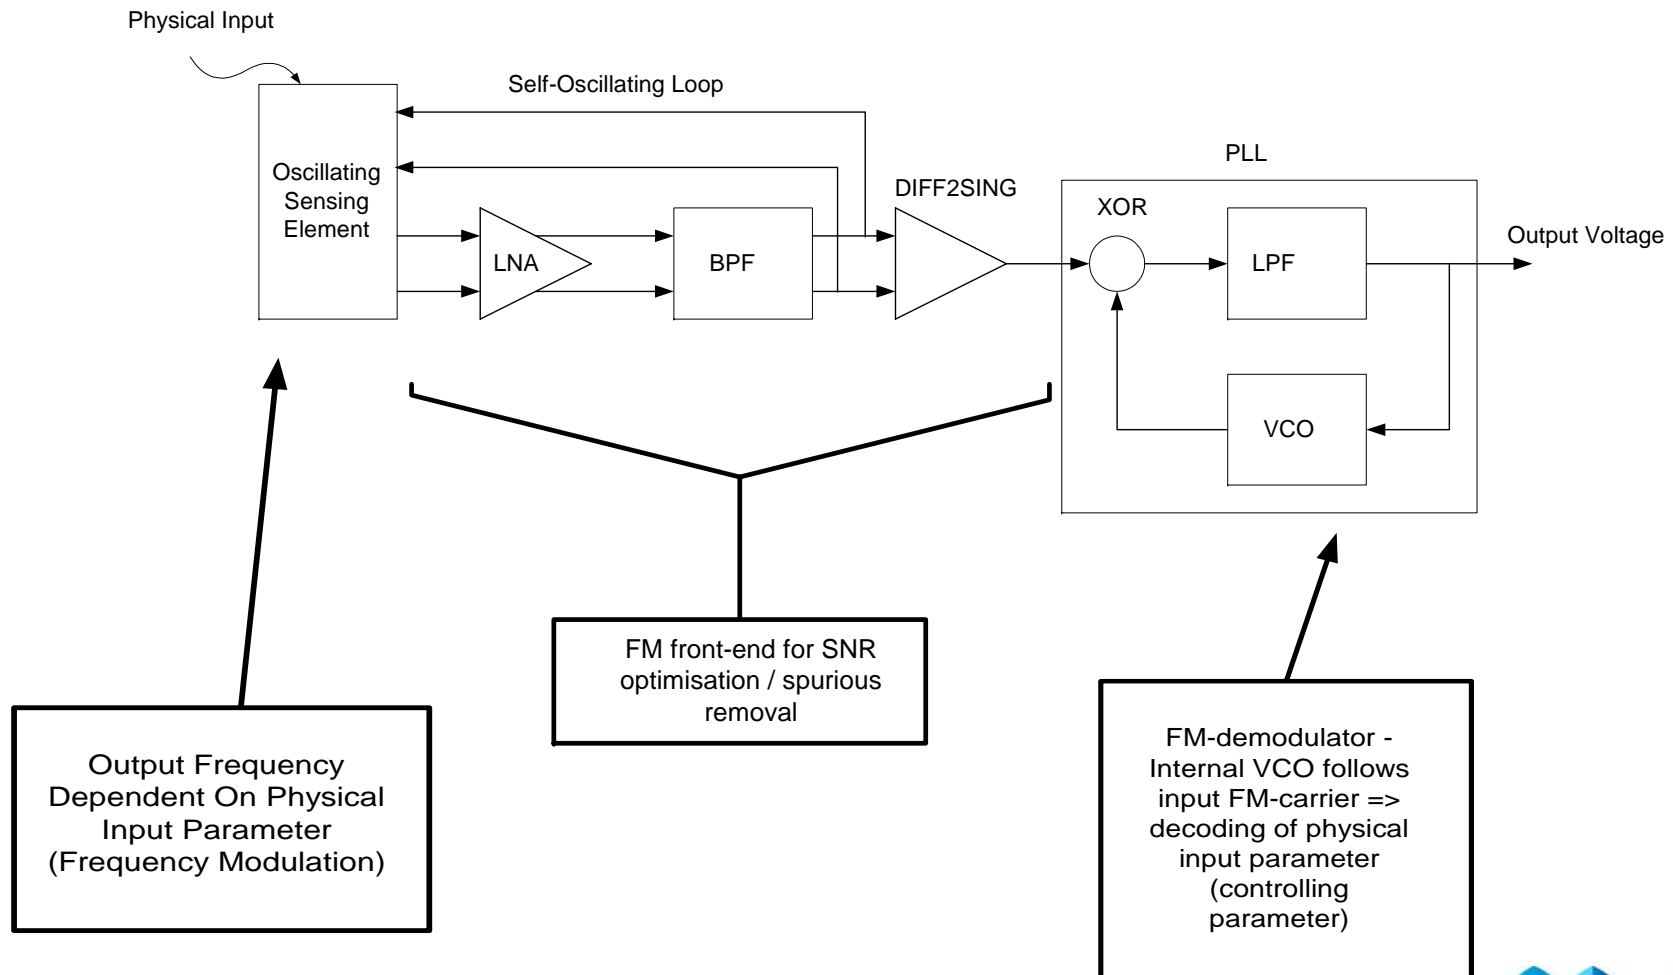 Physical Input
Self-Oscillating Loop
PLL
Oscillating
Sensing
Element
DIFF2SING
XOR
Output Voltage
LNA
BPF
LPF
VCO
FM front-end for SNR
optimisation / spurious
removal
Output Frequency
Dependent On Physical
Input Parameter
(Frequency Modulation)
FM-demodulator -
Internal VCO follows
input FM-carrier =>
decoding of physical
input parameter
(controlling
parameter)